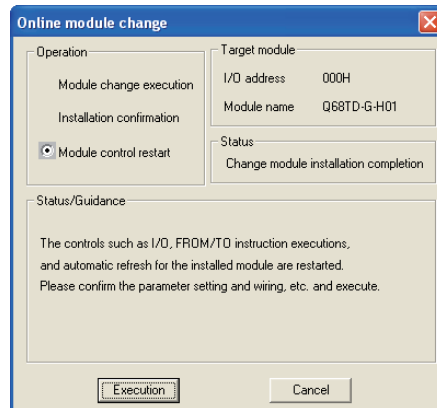 Online module change
Operation
Module change execution
Installation confirmation
Module control restart
Target module
I/O address 000H
Module name Q68TD-G-H01
Status
Change module installation completion
Status/Guidance
The controls such as I/O, FROM/TO instruction executions,
and automatic refresh for the installed module are restarted.
Please confirm the parameter setting and wiring, etc. and execute.
Execution
Cancel